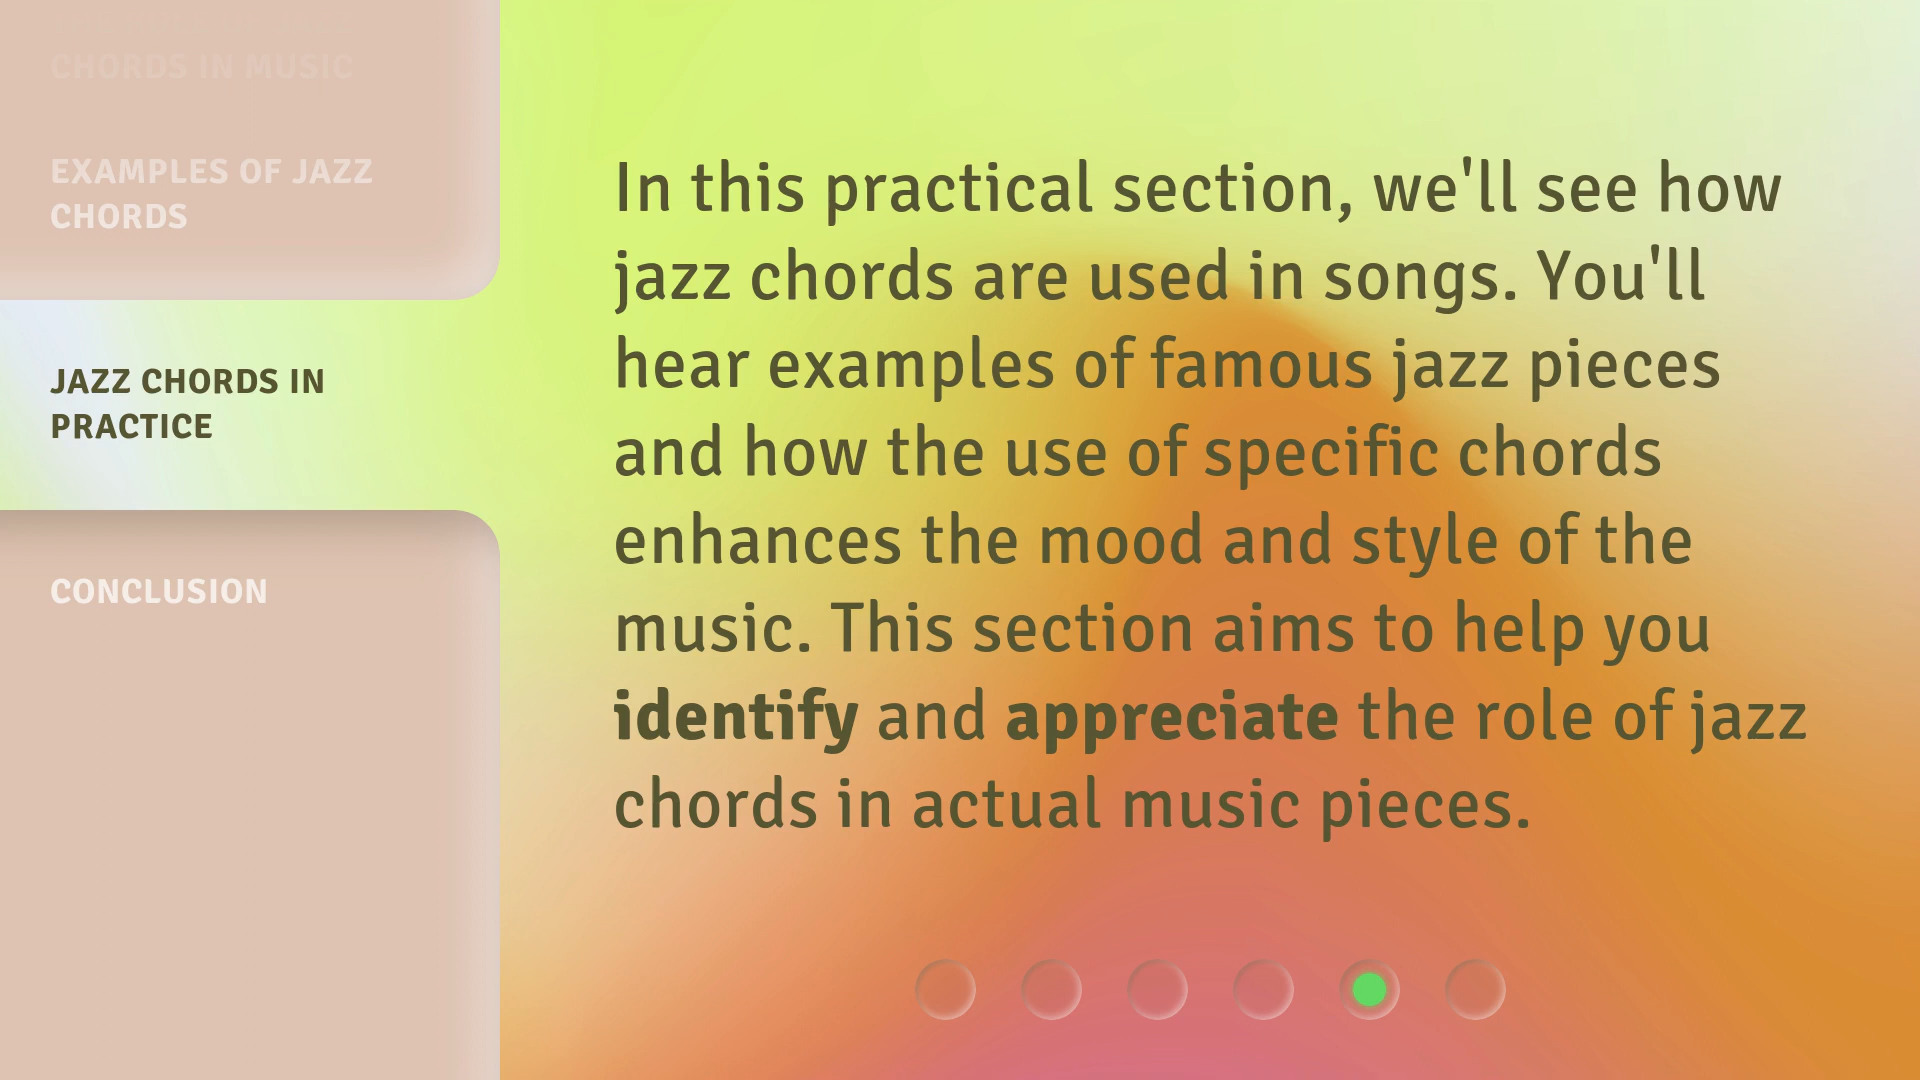 CHORDS IN MUSIC
EXAMPLES OF JAZZ
CHORDS
JAZZ CHORDS IN
PRACTICE
CONCLUSION
In this practical section, we'll see how
jazz chords are used in songs. You'll
hear examples of famous jazz pieces
and how the use of specific chords
enhances the mood and style of the
music. This section aims to help you
identify and appreciate the role of jazz
chords in actual music pieces.